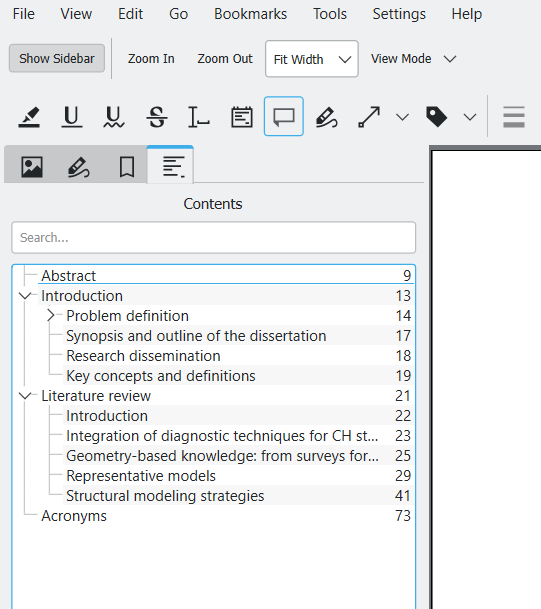 File View Edit Go Bookmarks Tools Settings Help
Show Sidebar Zoom In Zoom Out Fit Width View Mode
Contents
Search...
Abstract 9
Introduction 13
Problem definition 14
Synopsis and outline of the dissertation 17
Research dissemination 18
Key concepts and definitions 19
Literature review 21
Introduction 22
Integration of diagnostic techniques for CH st... 23
Geometry-based knowledge: from surveys for... 25
Representative models 29
Structural modeling strategies 41
Acronyms 73